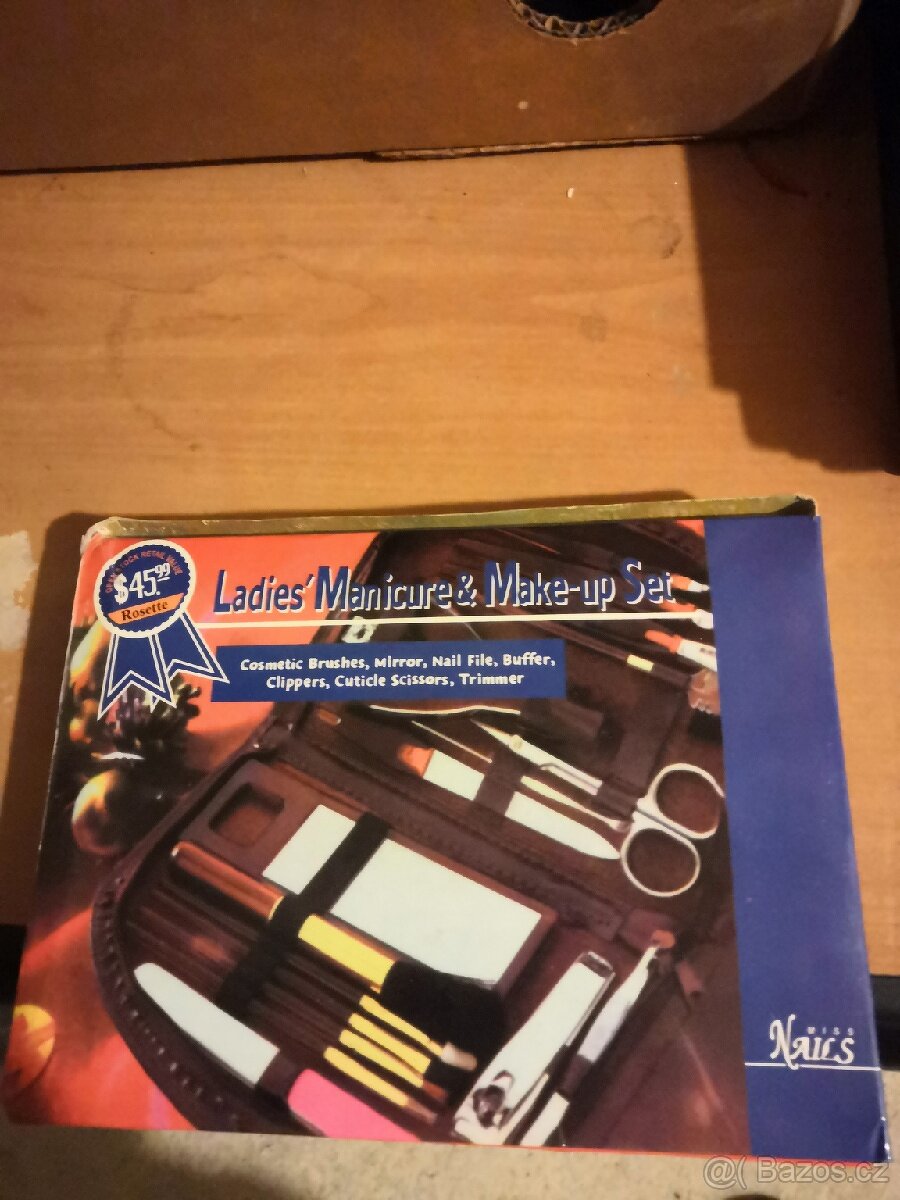 $45.99
Rosette
Ladies' Manicure & Make-up Set
Cosmetic Brushes, Mirror, Nail File, Buffer,
Clippers, Cuticle Scissors, Trimmer
MISS
NAILS
@( Bazos.cz